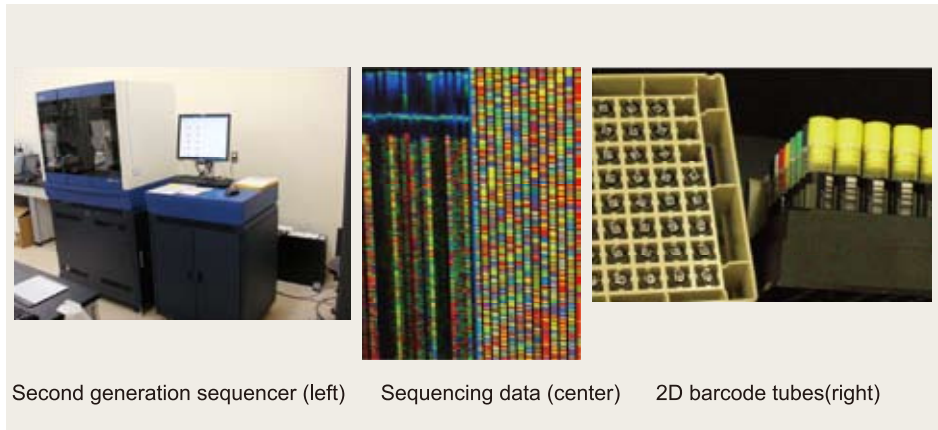 Second generation sequencer (left)
Sequencing data (center)
2D barcode tubes(right)